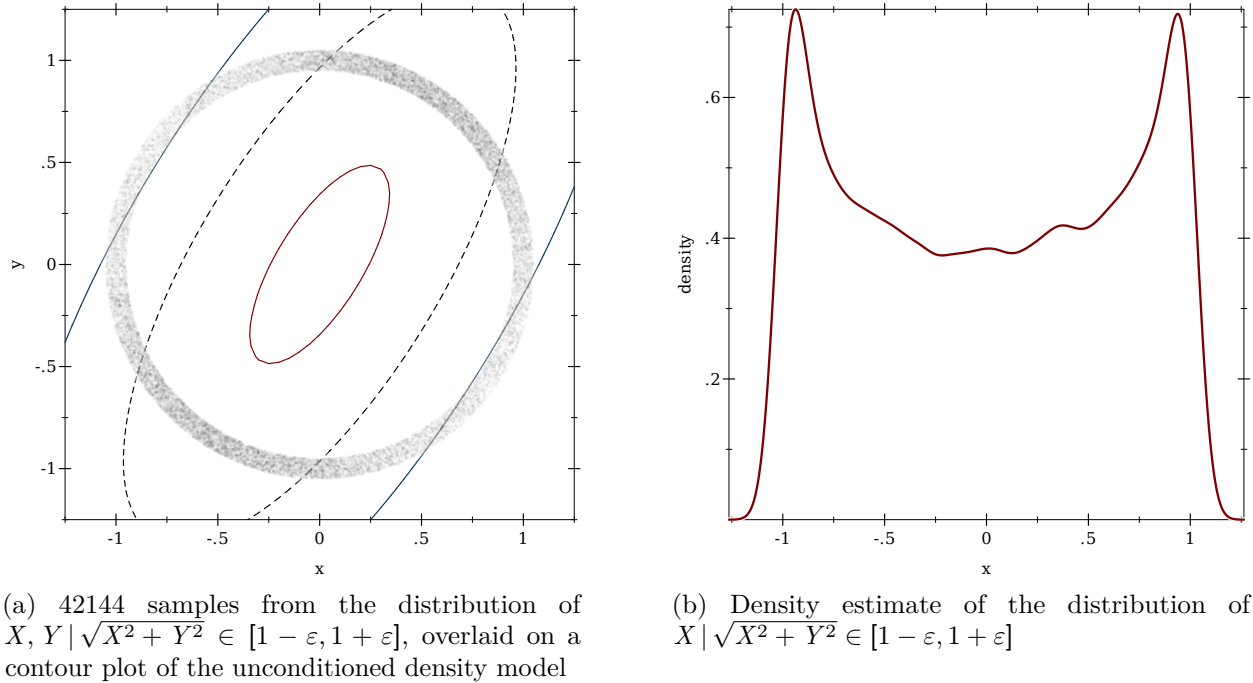 1
.5
0
-.5
-1
y
-1 -.5 0 .5 1
x
.6
.4
.2
density
-1 -.5 0 .5 1
x
(a) 42144 samples from the distribution of
X, Y | √X² + Y² ∈ [1 − ε, 1 + ε], overlaid on a
contour plot of the unconditioned density model
(b) Density estimate of the distribution of
X | √X² + Y² ∈ [1 − ε, 1 + ε]